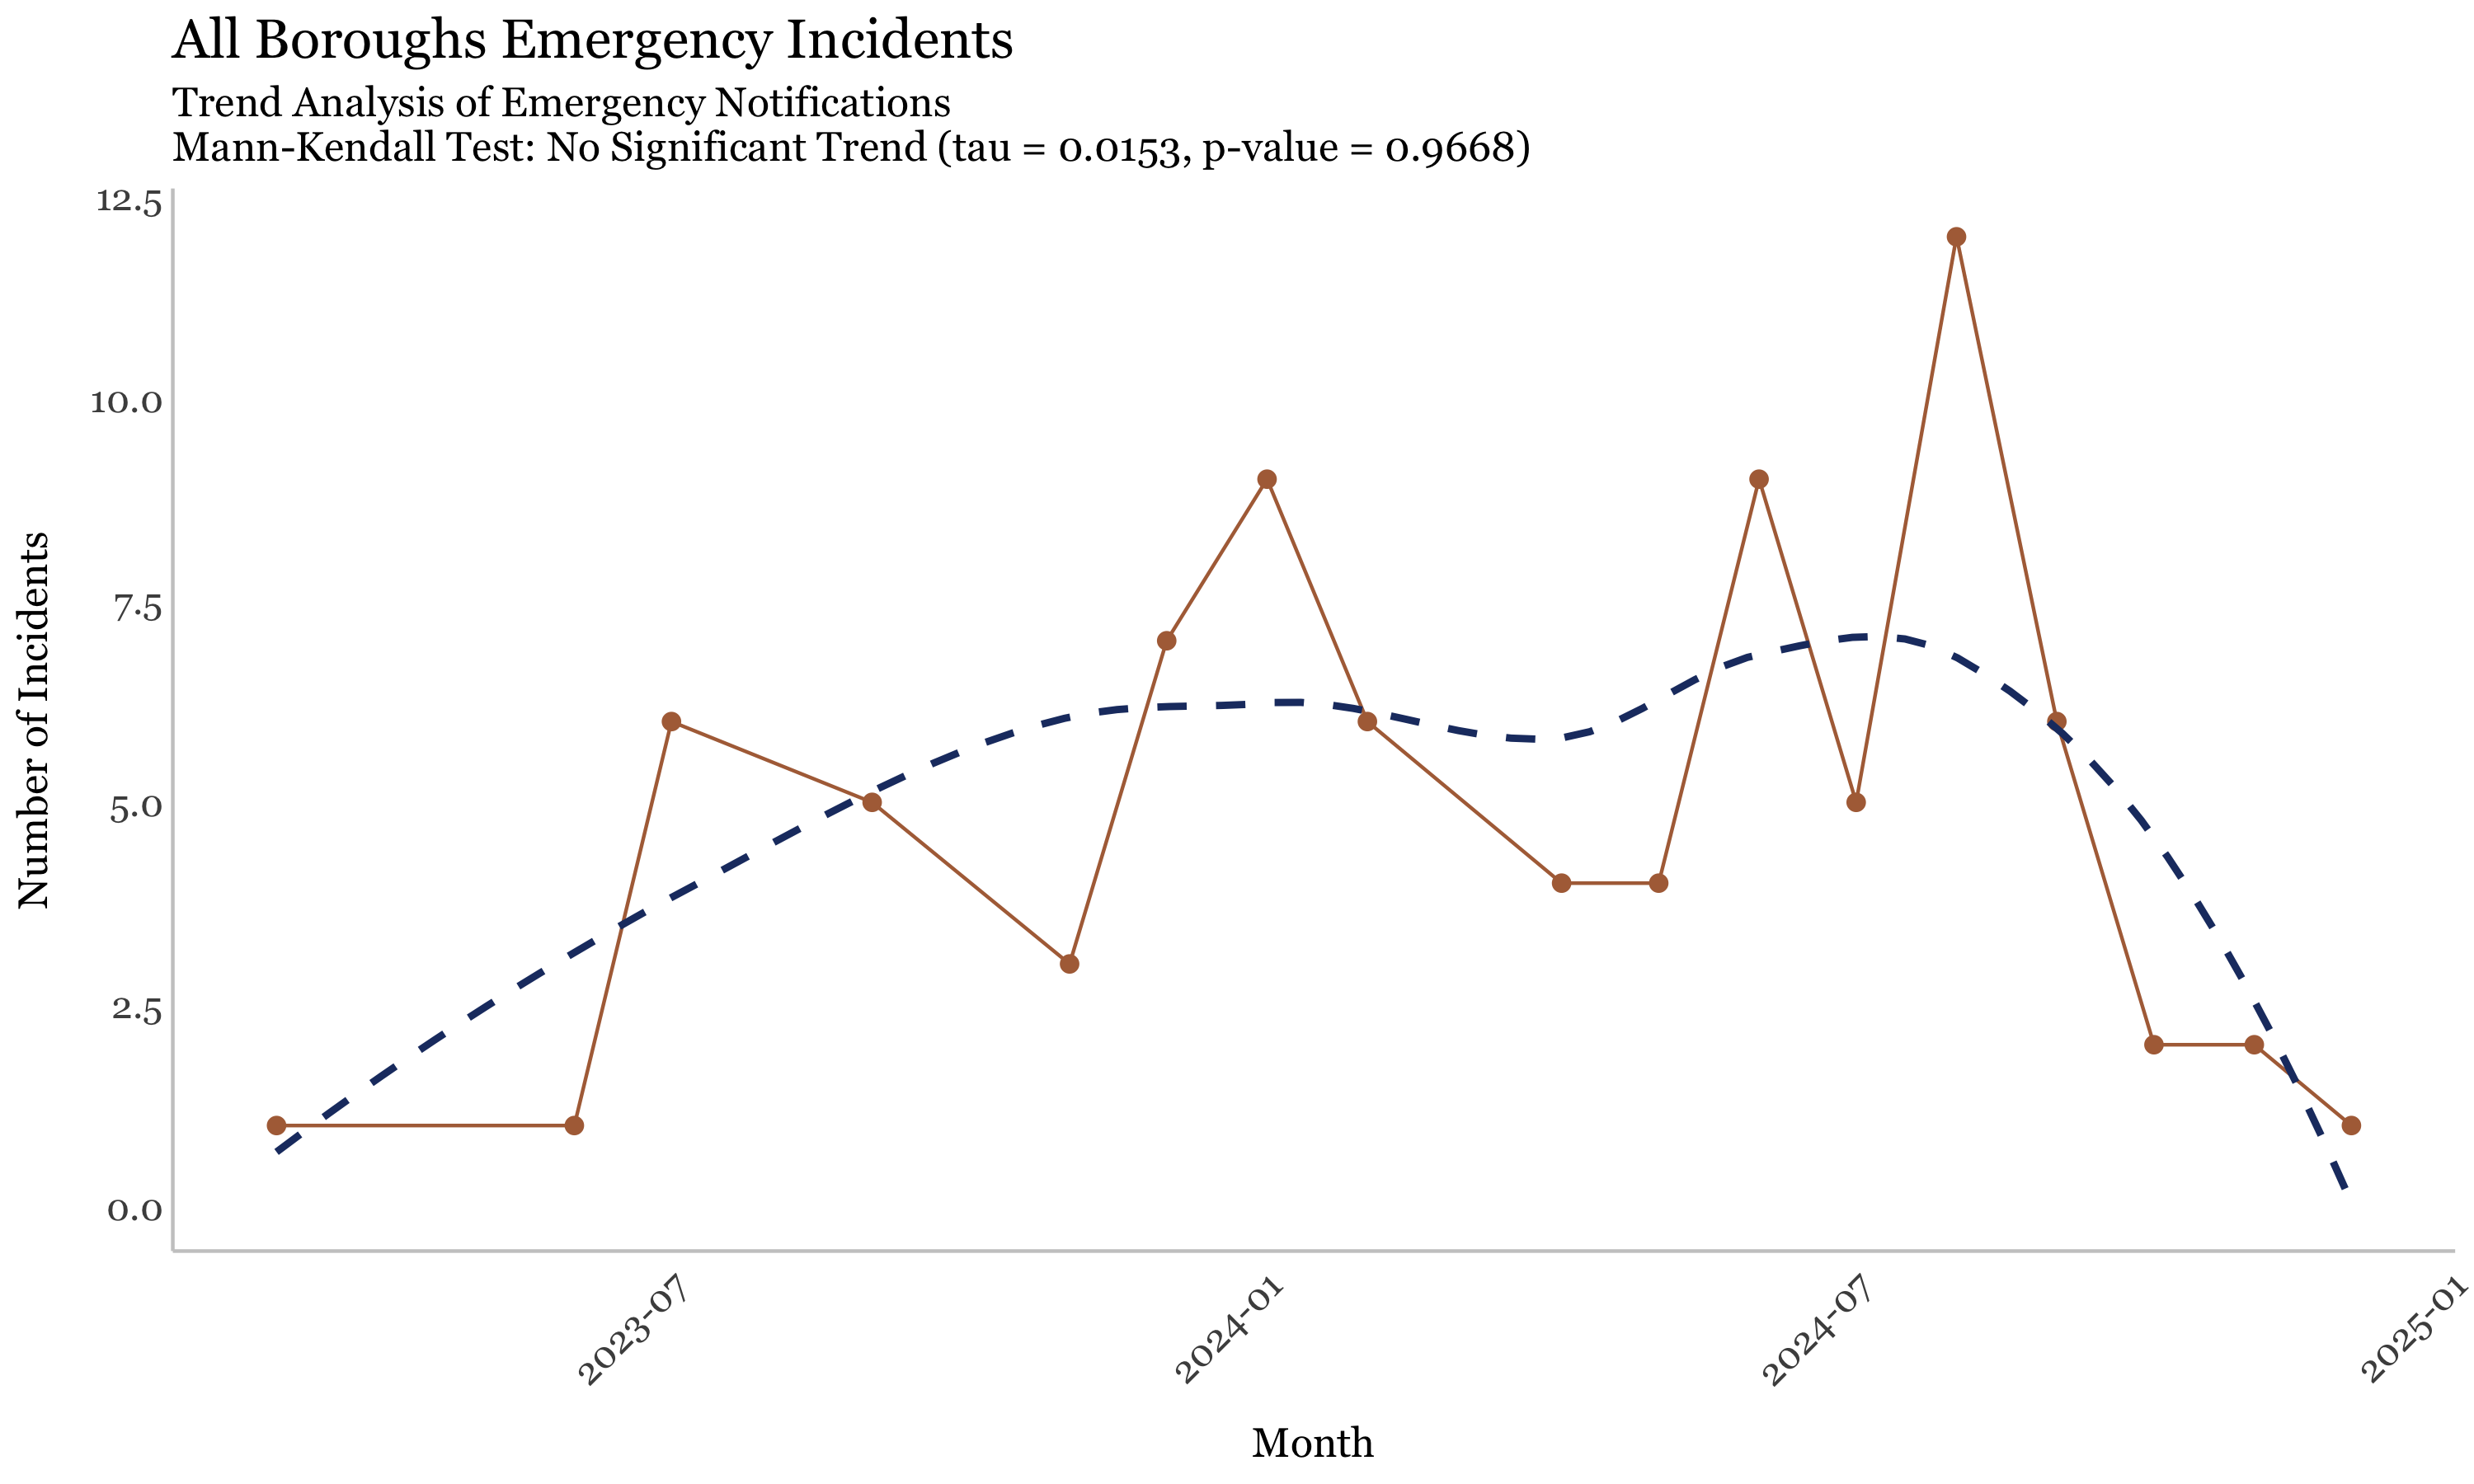 All Boroughs Emergency Incidents
Trend Analysis of Emergency Notifications
Mann-Kendall Test: No Significant Trend (tau = 0.0153, p-value = 0.9668)
12.5
10.0
7.5
5.0
2.5
0.0
Number of Incidents
2023-07
2024-01
2024-07
2025-01
Month